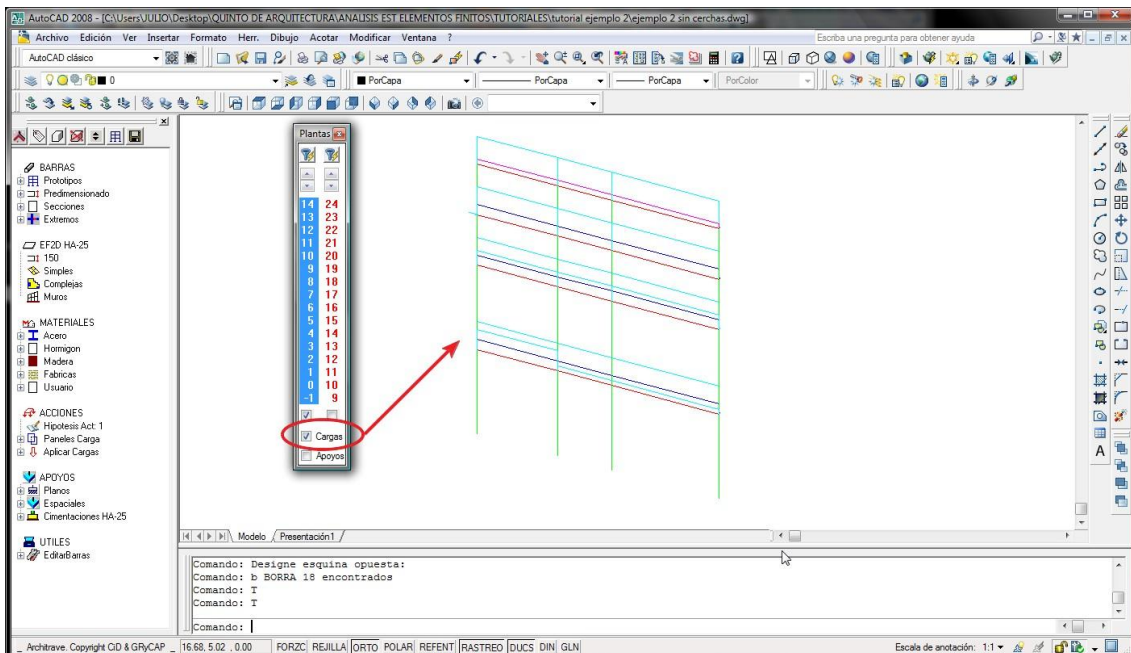 AutoCAD 2008 - [C:\Users\JULIO\Desktop\QUINTO DE ARQUITECTURA\ANALISIS EST ELEMENTOS FINITOS\TUTORIALES\tutorial ejemplo 2\ejemplo 2 sin cerchas.dwg]
Archivo Edición Ver Insertar Formato Herr. Dibujo Acotar Modificar Ventana ?
Escriba una pregunta para obtener ayuda
AutoCAD clásico
0
PorCapa
PorCapa
PorCapa
PorColor
BARRAS
Prototipos
Predimensionado
Secciones
Extremos
EF2D HA-25
150
Simples
Complejas
Muros
MATERIALES
Acero
Hormigon
Madera
Fabricas
Usuario
ACCIONES
Hipotesis Act: 1
Paneles Carga
Aplicar Cargas
APOYOS
Planos
Espaciales
Cimentaciones HA-25
UTILES
EditarBarras
Plantas
14 24
13 23
12 22
11 21
10 20
9 19
8 18
7 17
6 16
5 15
4 14
3 13
2 12
1 11
0 10
-1 9
Cargas
Apoyos
Modelo Presentación1
Comando: Designe esquina opuesta:
Comando: b BORRA 18 encontrados
Comando: T
Comando: T
Comando:
_ Architrave. Copyright CiD & GRyCAP _ 16.68, 5.02 , 0.00 FORZC REJILLA ORTO POLAR REFENT RASTREO DUCS DIN GLN
Escala de anotación: 1:1